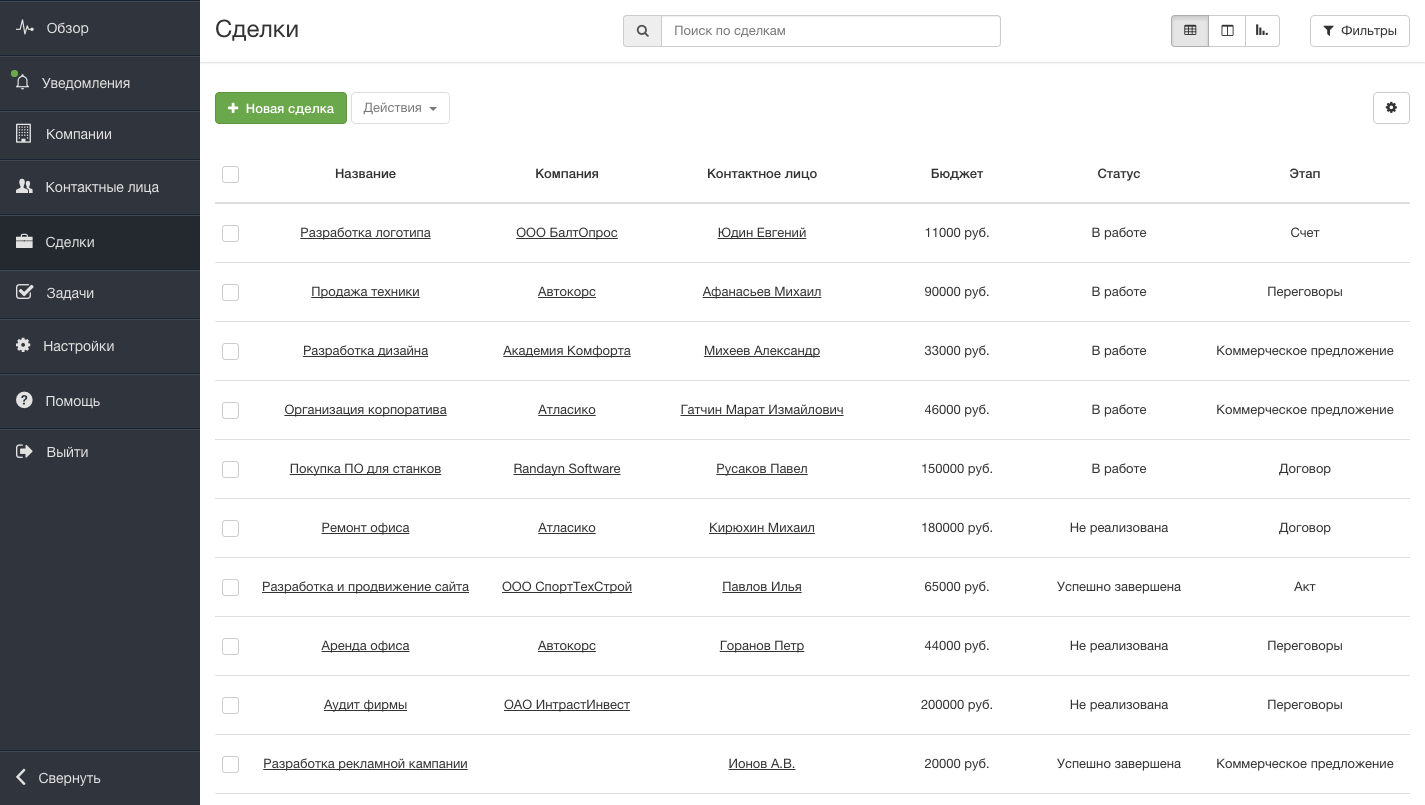 Обзор
Уведомления
Компании
Контактные лица
Сделки
Задачи
Настройки
Помощь
Выйти
Свернуть
Сделки
Поиск по сделкам
Фильтры
Новая сделка Действия
Название Компания Контактное лицо Бюджет Статус Этап
Разработка логотипа ООО БалтОпрос Юдин Евгений 11000 руб. В работе Счет
Продажа техники Автокорс Афанасьев Михаил 90000 руб. В работе Переговоры
Разработка дизайна Академия Комфорта Михеев Александр 33000 руб. В работе Коммерческое предложение
Организация корпоратива Атласико Гатчин Марат Измайлович 46000 руб. В работе Коммерческое предложение
Покупка ПО для станков Randayn Software Русаков Павел 150000 руб. В работе Договор
Ремонт офиса Атласико Кирюхин Михаил 180000 руб. Не реализована Договор
Разработка и продвижение сайта ООО СпортТехСтрой Павлов Илья 65000 руб. Успешно завершена Акт
Аренда офиса Автокорс Горанов Петр 44000 руб. Не реализована Переговоры
Аудит фирмы ОАО ИнтрастИнвест 200000 руб. Не реализована Переговоры
Разработка рекламной кампании Ионов А.В. 20000 руб. Успешно завершена Коммерческое предложение